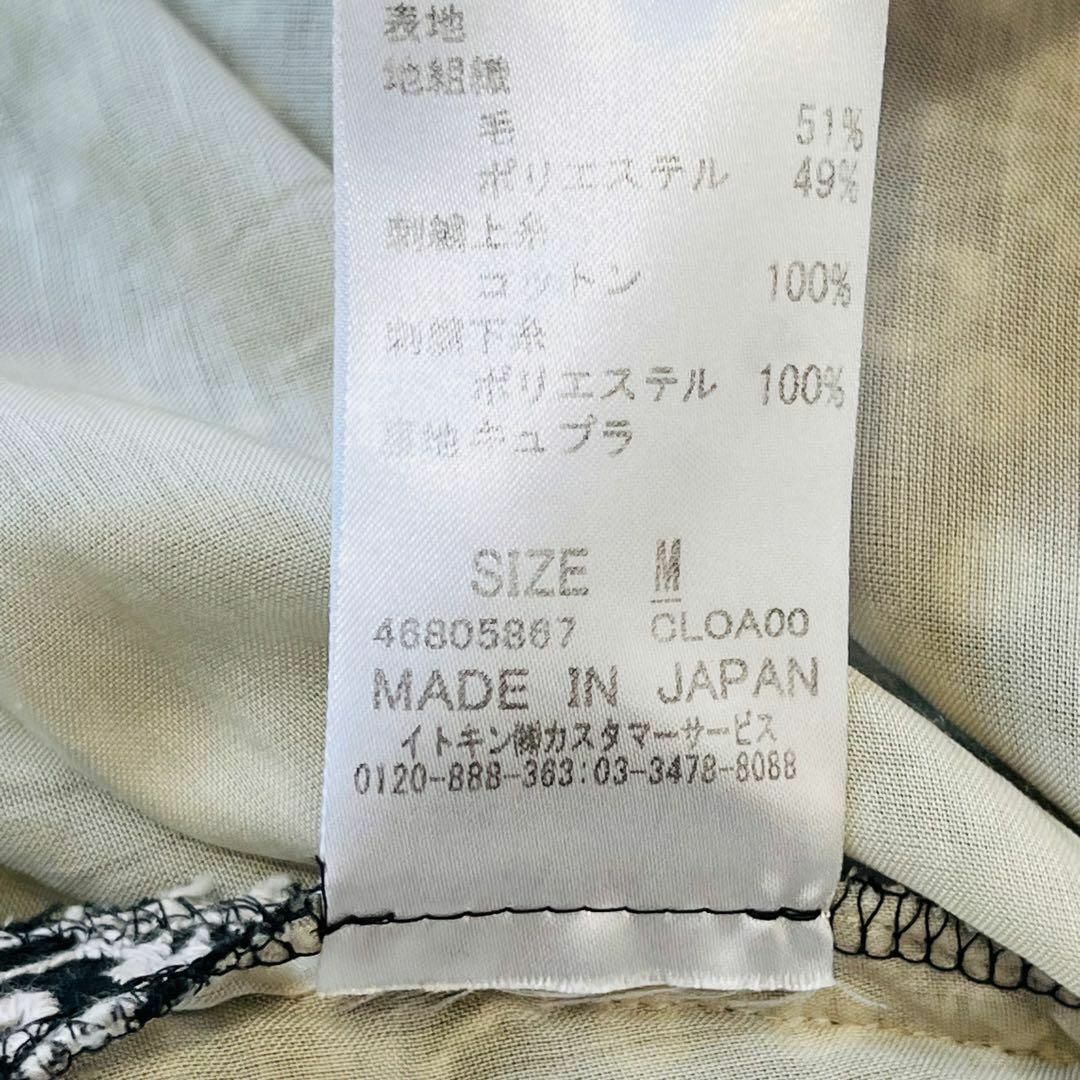 表地
地組織
毛 51%
ポリエステル 49%
刺繍上糸
コットン 100%
刺繍下糸
ポリエステル 100%
裏地キュプラ
SIZE M
46805867 CLOA00
MADE IN JAPAN
イトキン㈱カスタマーサービス
0120-888-363:03-3478-8088